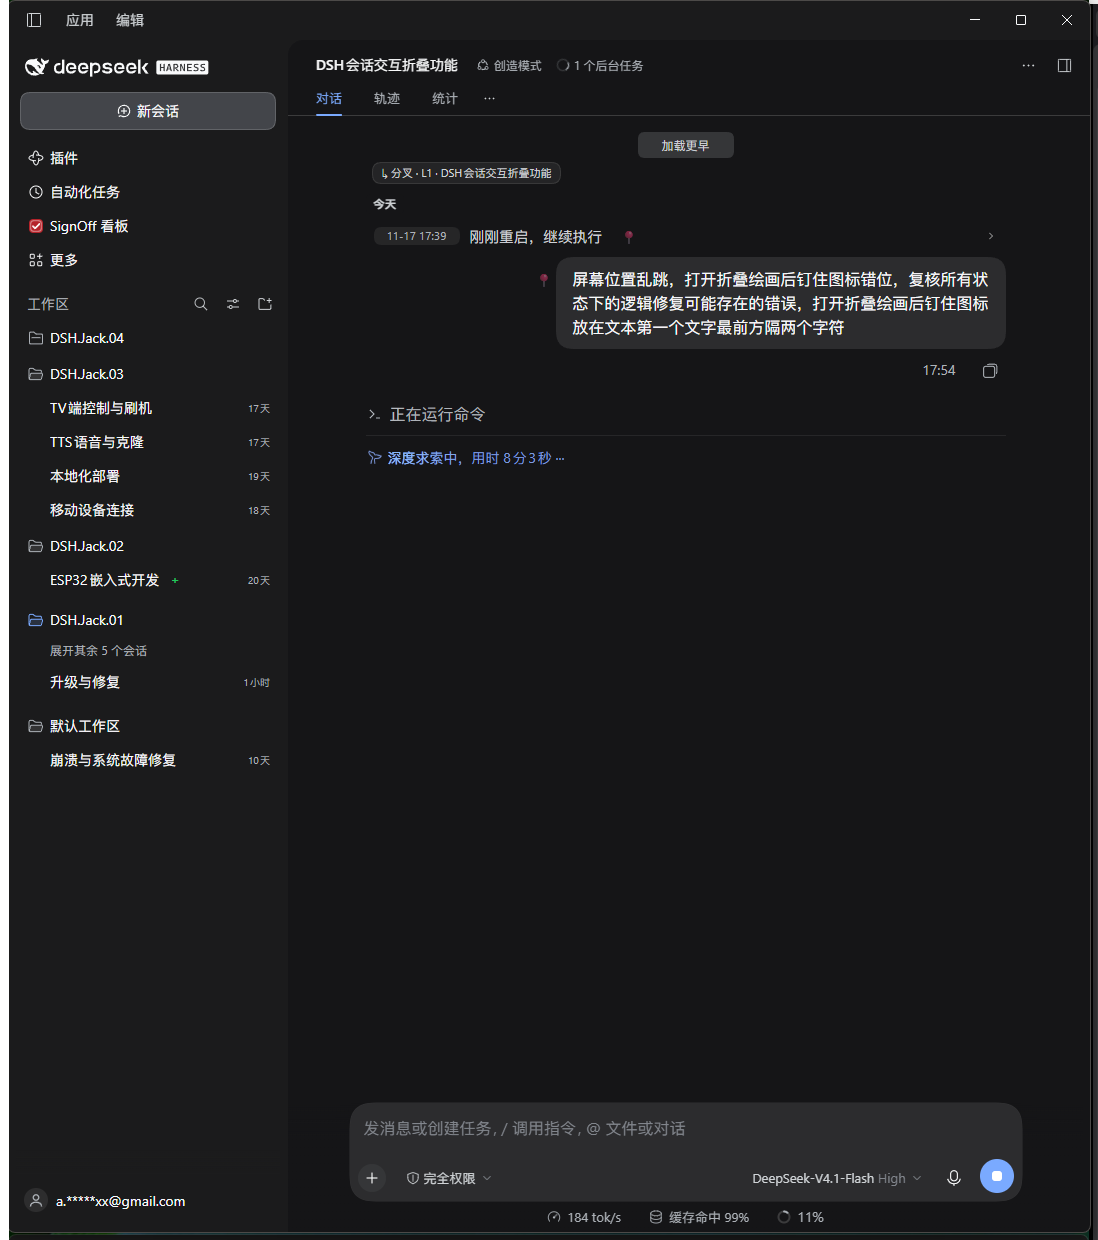 应用 编辑
deepseek HARNESS
新会话
插件
自动化任务
SignOff 看板
更多
工作区
DSH.Jack.04
DSH.Jack.03
TV端控制与刷机 17天
TTS语音与克隆 17天
本地化部署 19天
移动设备连接 18天
DSH.Jack.02
ESP32嵌入式开发 + 20天
DSH.Jack.01
展开其余 5 个会话
升级与修复 1小时
默认工作区
崩溃与系统故障修复 10天
a.*****xx@gmail.com
DSH会话交互折叠功能 创造模式 1 个后台任务 ···
对话 轨迹 统计 ···
加载更早
↳ 分叉 · L1 · DSH会话交互折叠功能
今天
11-17 17:39 刚刚重启，继续执行
屏幕位置乱跳，打开折叠绘画后钉住图标错位，复核所有状
态下的逻辑修复可能存在的错误，打开折叠绘画后钉住图标
放在文本第一个文字最前方隔两个字符
17:54
正在运行命令
深度求索中，用时 8分3秒 ···
发消息或创建任务, / 调用指令, @ 文件或对话
完全权限 DeepSeek-V4.1-Flash High
184 tok/s 缓存命中 99% 11%